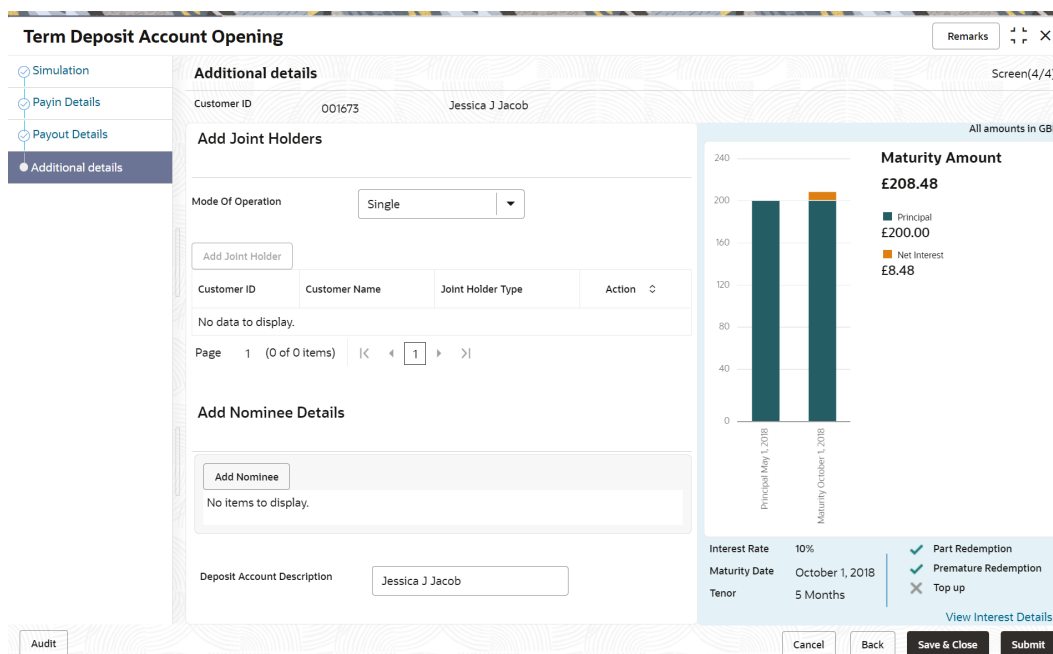 Term Deposit Account Opening
Remarks
Simulation
Payin Details
Payout Details
Additional details
Additional details
Screen(4/4)
Customer ID 001673 Jessica J Jacob
Add Joint Holders
Mode Of Operation Single
Add Joint Holder
Customer ID Customer Name Joint Holder Type Action
No data to display.
Page 1 (0 of 0 items) 1
Add Nominee Details
Add Nominee
No items to display.
Deposit Account Description Jessica J Jacob
All amounts in GB
240
200
160
120
80
40
0
Principal May 1, 2018
Maturity October 1, 2018
Maturity Amount
£208.48
Principal
£200.00
Net Interest
£8.48
Interest Rate 10%
Maturity Date October 1, 2018
Tenor 5 Months
Part Redemption
Premature Redemption
Top up
View Interest Details
Audit
Cancel
Back
Save & Close
Submit